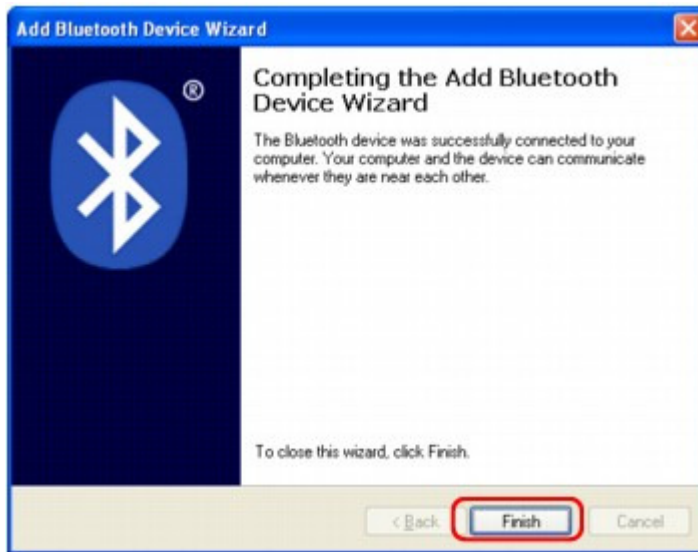 Add Bluetooth Device Wizard
®
Completing the Add Bluetooth
Device Wizard
The Bluetooth device was successfully connected to your
computer. Your computer and the device can communicate
whenever they are near each other.
To close this wizard, click Finish.
< Back Finish Cancel